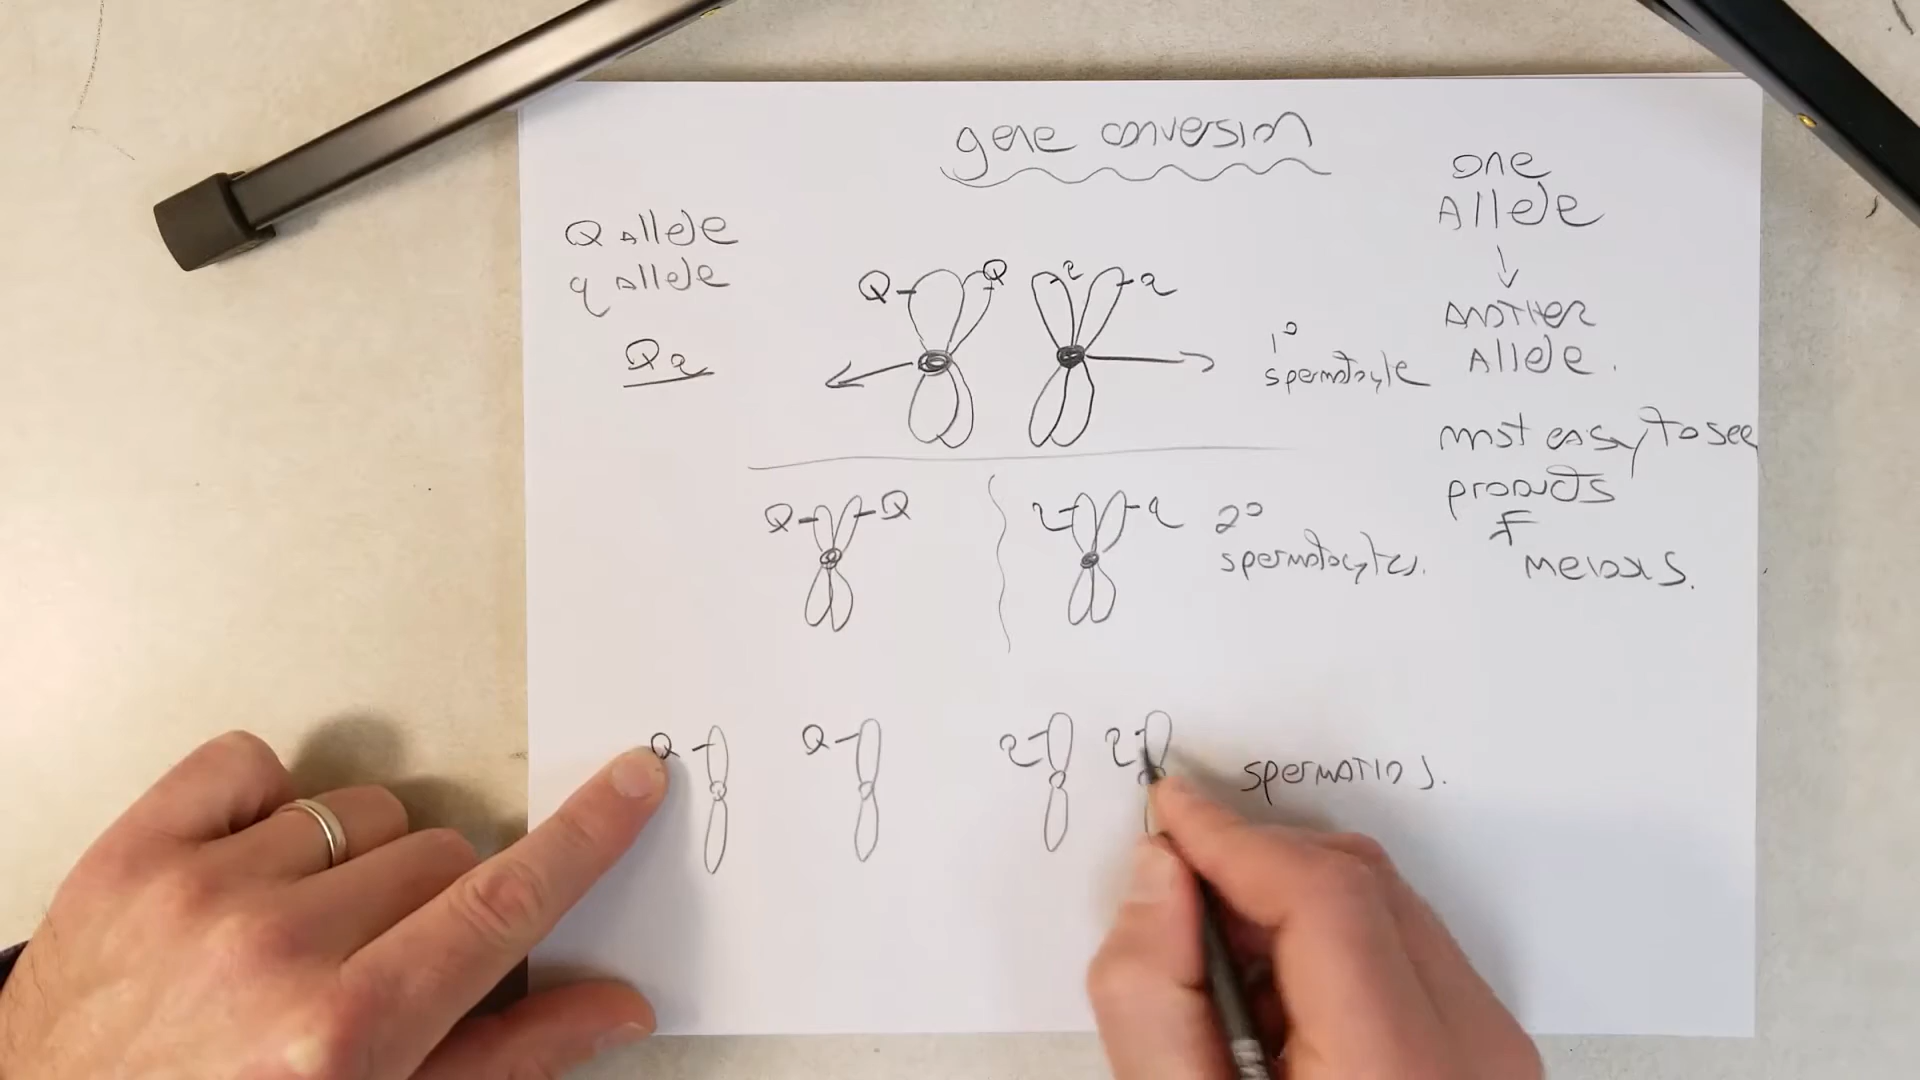 gene conversion
Q Allele
q Allele
Qq
Q Q q q
1° spermatocyte
Q Q q q
2° spermatocytes.
Q Q q q
spermatids.
one
Allele
↓
Another
Allele.
most easy to see
products
of
meiosis.